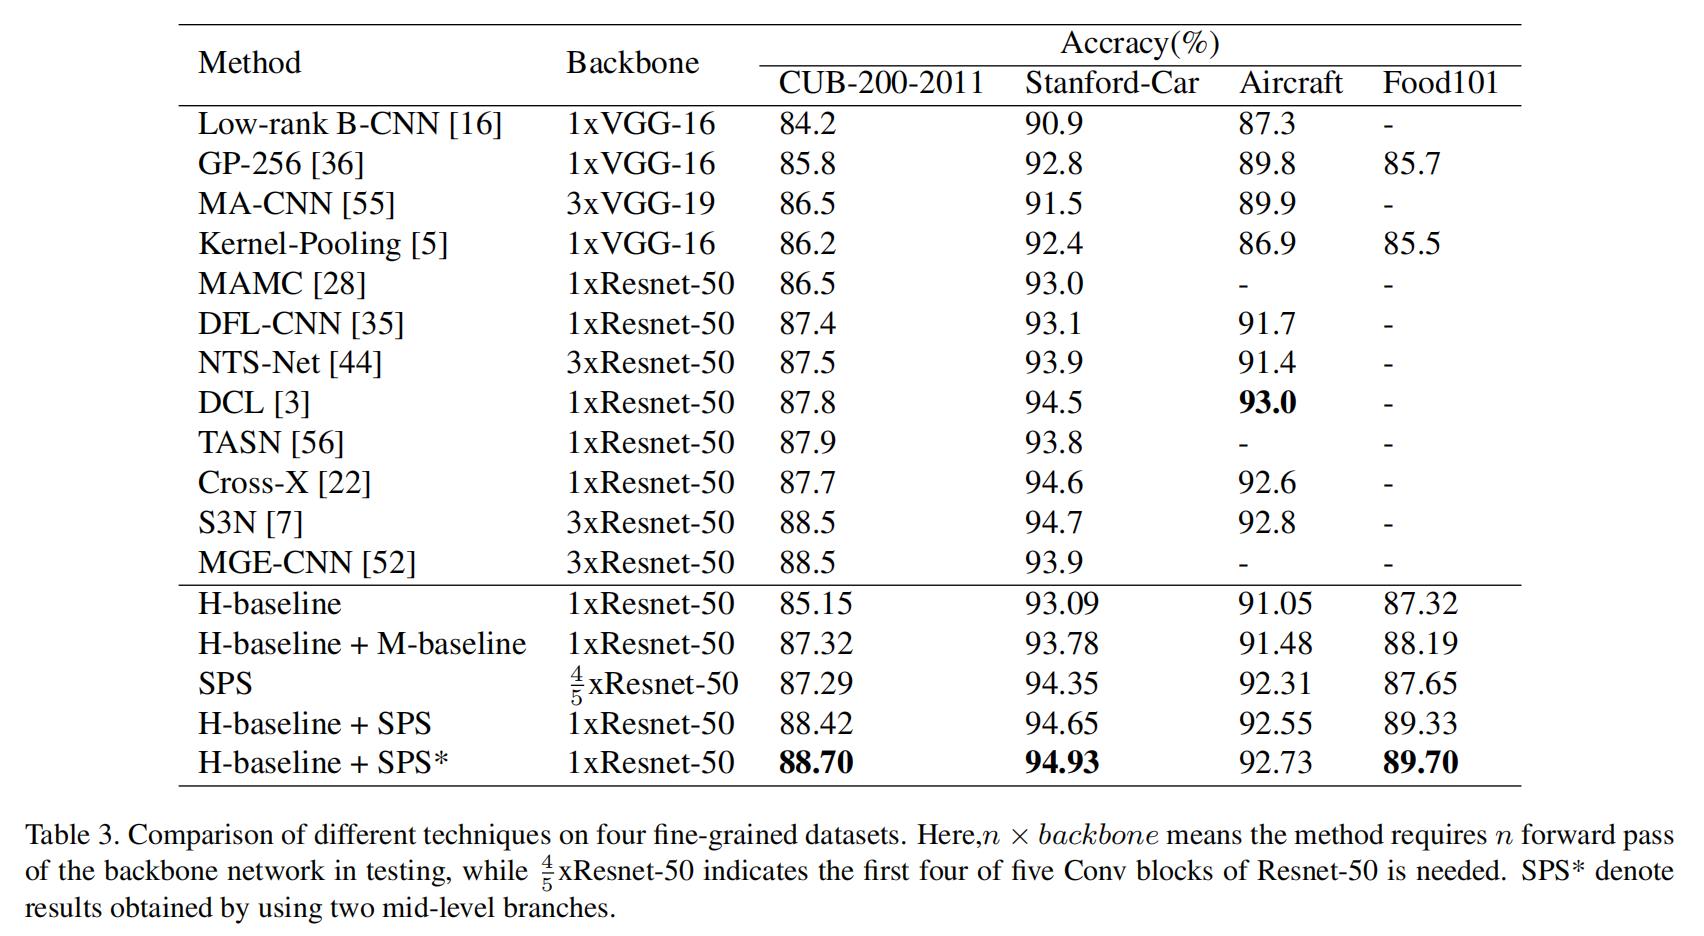 Method Backbone Accracy(%)
CUB-200-2011 Stanford-Car Aircraft Food101
Low-rank B-CNN [16] 1xVGG-16 84.2 90.9 87.3 -
GP-256 [36] 1xVGG-16 85.8 92.8 89.8 85.7
MA-CNN [55] 3xVGG-19 86.5 91.5 89.9 -
Kernel-Pooling [5] 1xVGG-16 86.2 92.4 86.9 85.5
MAMC [28] 1xResnet-50 86.5 93.0 - -
DFL-CNN [35] 1xResnet-50 87.4 93.1 91.7 -
NTS-Net [44] 3xResnet-50 87.5 93.9 91.4 -
DCL [3] 1xResnet-50 87.8 94.5 93.0 -
TASN [56] 1xResnet-50 87.9 93.8 - -
Cross-X [22] 1xResnet-50 87.7 94.6 92.6 -
S3N [7] 3xResnet-50 88.5 94.7 92.8 -
MGE-CNN [52] 3xResnet-50 88.5 93.9 - -
H-baseline 1xResnet-50 85.15 93.09 91.05 87.32
H-baseline + M-baseline 1xResnet-50 87.32 93.78 91.48 88.19
SPS 4/5xResnet-50 87.29 94.35 92.31 87.65
H-baseline + SPS 1xResnet-50 88.42 94.65 92.55 89.33
H-baseline + SPS* 1xResnet-50 88.70 94.93 92.73 89.70
Table 3. Comparison of different techniques on four fine-grained datasets. Here,n × backbone means the method requires n forward pass
of the backbone network in testing, while 4/5xResnet-50 indicates the first four of five Conv blocks of Resnet-50 is needed. SPS* denote
results obtained by using two mid-level branches.